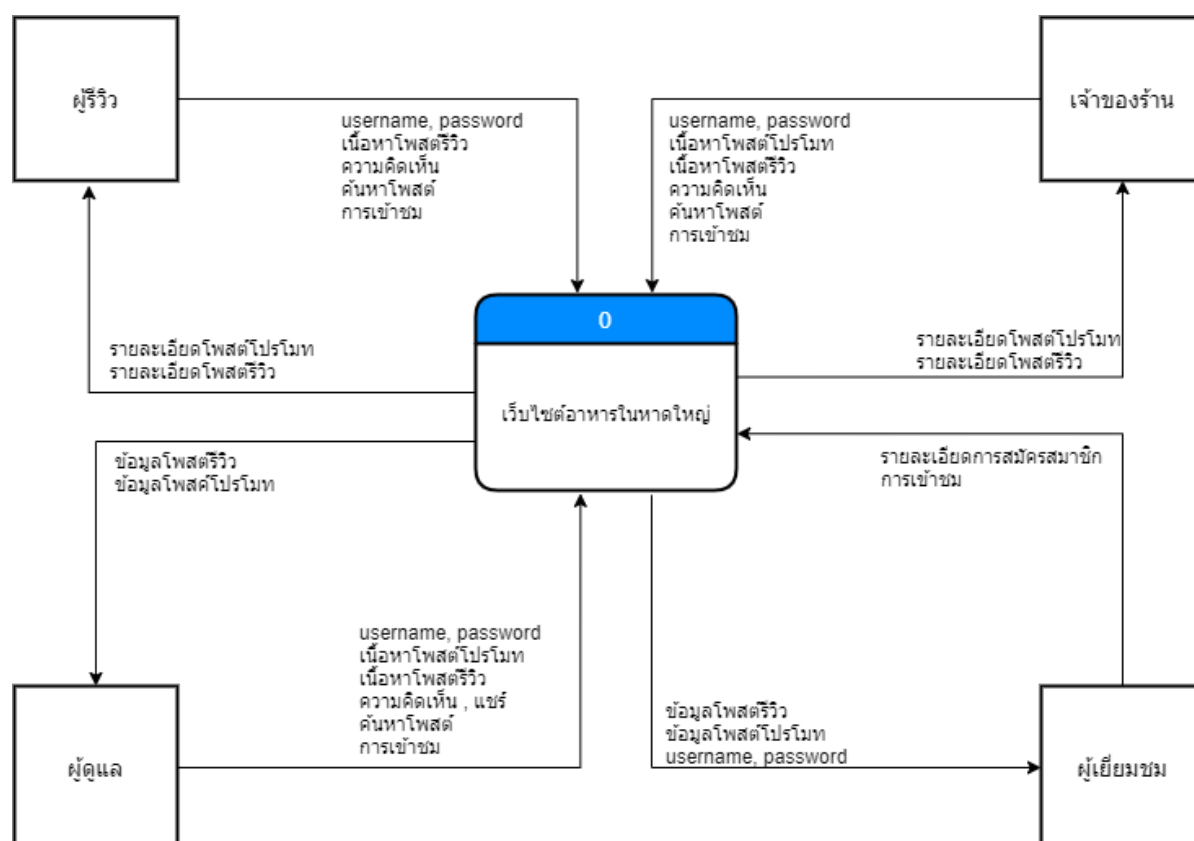 ผู้รีวิว
username, password
เนื้อหาโพสต์รีวิว
ความคิดเห็น
ค้นหาโพสต์
การเข้าชม
เจ้าของร้าน
username, password
เนื้อหาโพสต์โปรโมท
เนื้อหาโพสต์รีวิว
ความคิดเห็น
ค้นหาโพสต์
การเข้าชม
0
เว็บไซต์อาหารในหาดใหญ่
รายละเอียดโพสต์โปรโมท
รายละเอียดโพสต์รีวิว
รายละเอียดโพสต์โปรโมท
รายละเอียดโพสต์รีวิว
ข้อมูลโพสต์รีวิว
ข้อมูลโพสค์โปรโมท
รายละเอียดการสมัครสมาชิก
การเข้าชม
username, password
เนื้อหาโพสต์โปรโมท
เนื้อหาโพสต์รีวิว
ความคิดเห็น , แชร์
ค้นหาโพสต์
การเข้าชม
ผู้ดูแล
ข้อมูลโพสต์รีวิว
ข้อมูลโพสต์โปรโมท
username, password
ผู้เยี่ยมชม